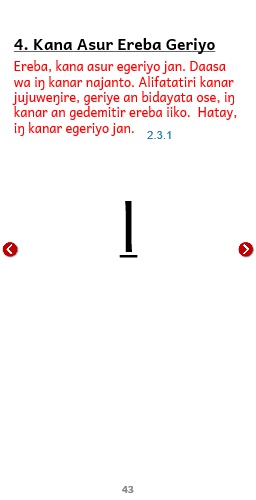 4. Kana Asur Ereba Geriyo
Ereba, kana asur egeriyo jan. Daasa
wa iŋ kanar najanto. Alifatatiri kanar
jujuweŋire, geriye an bidayata ose, iŋ
kanar an gedemitir ereba iiko. Hatay,
iŋ kanar egeriyo jan.
2.3.1
43